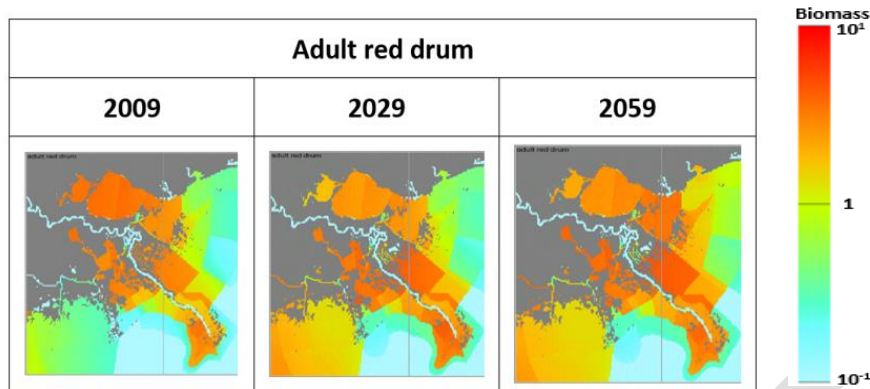 Adult red drum
2009 2029 2059
adult red drum adult red drum adult red drum
Biomass
10¹
1
10⁻¹